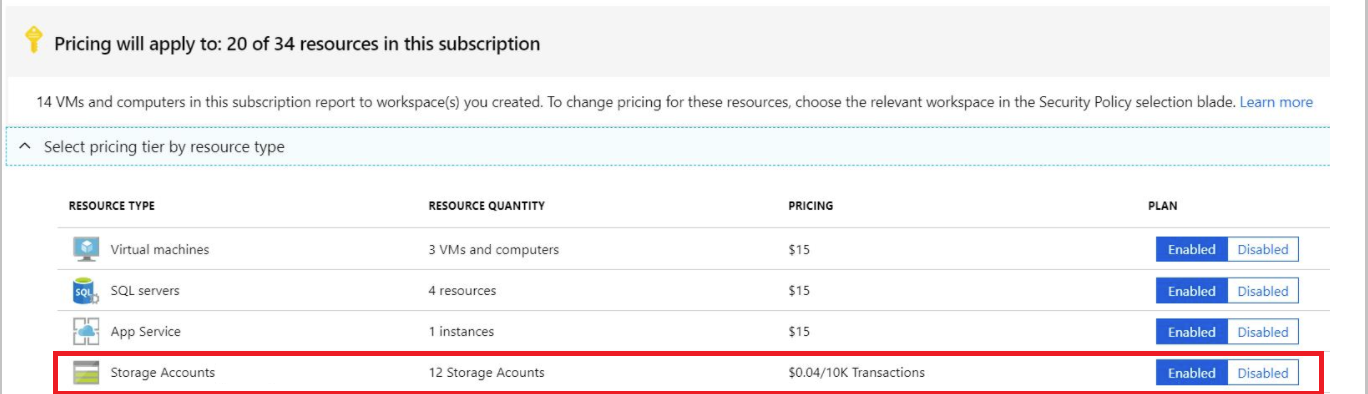 Pricing will apply to: 20 of 34 resources in this subscription
14 VMs and computers in this subscription report to workspace(s) you created. To change pricing for these resources, choose the relevant workspace in the Security Policy selection blade. Learn more
Select pricing tier by resource type
RESOURCE TYPE RESOURCE QUANTITY PRICING PLAN
Virtual machines 3 VMs and computers $15 Enabled Disabled
SQL SQL servers 4 resources $15 Enabled Disabled
App Service 1 instances $15 Enabled Disabled
Storage Accounts 12 Storage Acounts $0.04/10K Transactions Enabled Disabled